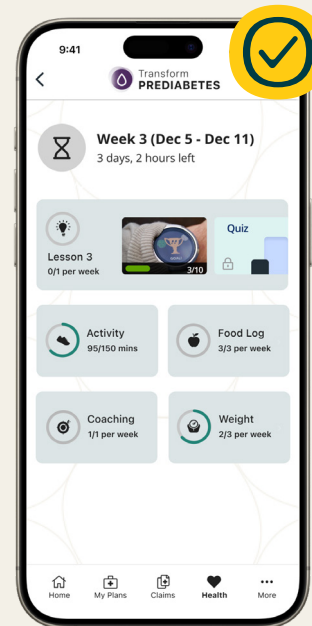 9:41
Transform
PREDIABETES
Week 3 (Dec 5 - Dec 11)
3 days, 2 hours left
Lesson 3
0/1 per week
3/10
Quiz
Activity
95/150 mins
Food Log
3/3 per week
Coaching
1/1 per week
Weight
2/3 per week
Home
My Plans
Claims
Health
More